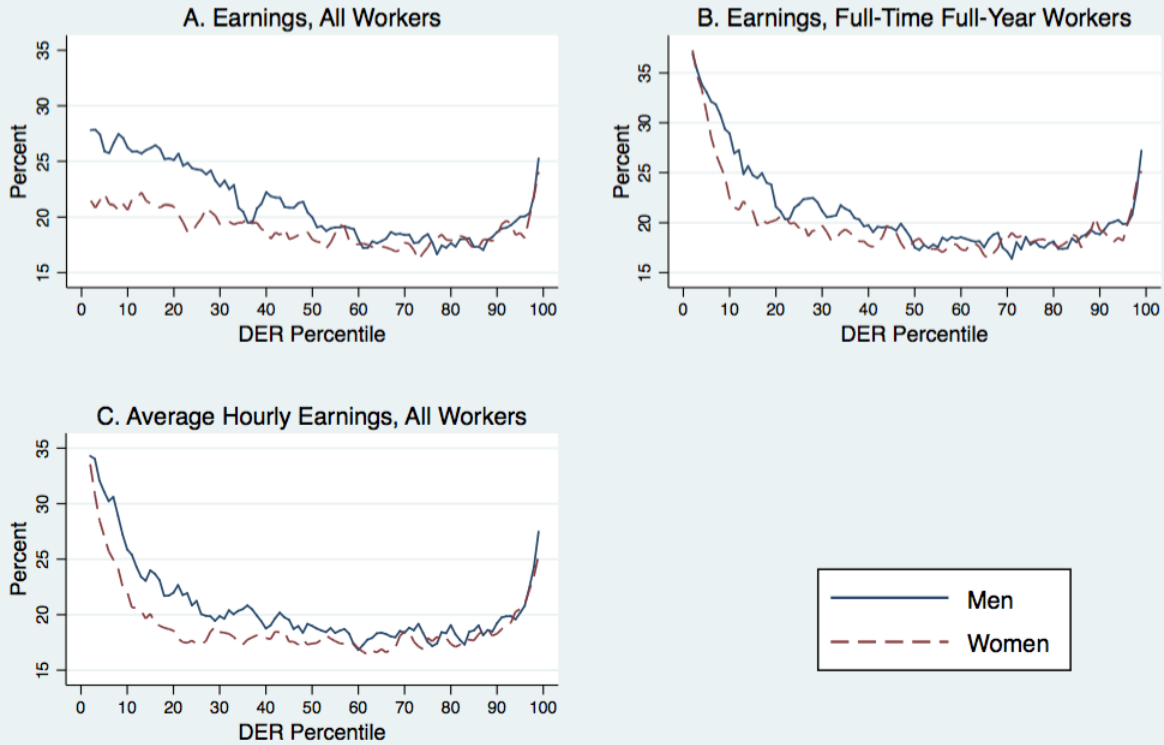 A. Earnings, All Workers
Percent
35
30
25
20
15
0 10 20 30 40 50 60 70 80 90 100
DER Percentile
B. Earnings, Full-Time Full-Year Workers
Percent
35
30
25
20
15
0 10 20 30 40 50 60 70 80 90 100
DER Percentile
C. Average Hourly Earnings, All Workers
Percent
35
30
25
20
15
0 10 20 30 40 50 60 70 80 90 100
DER Percentile
Men
Women